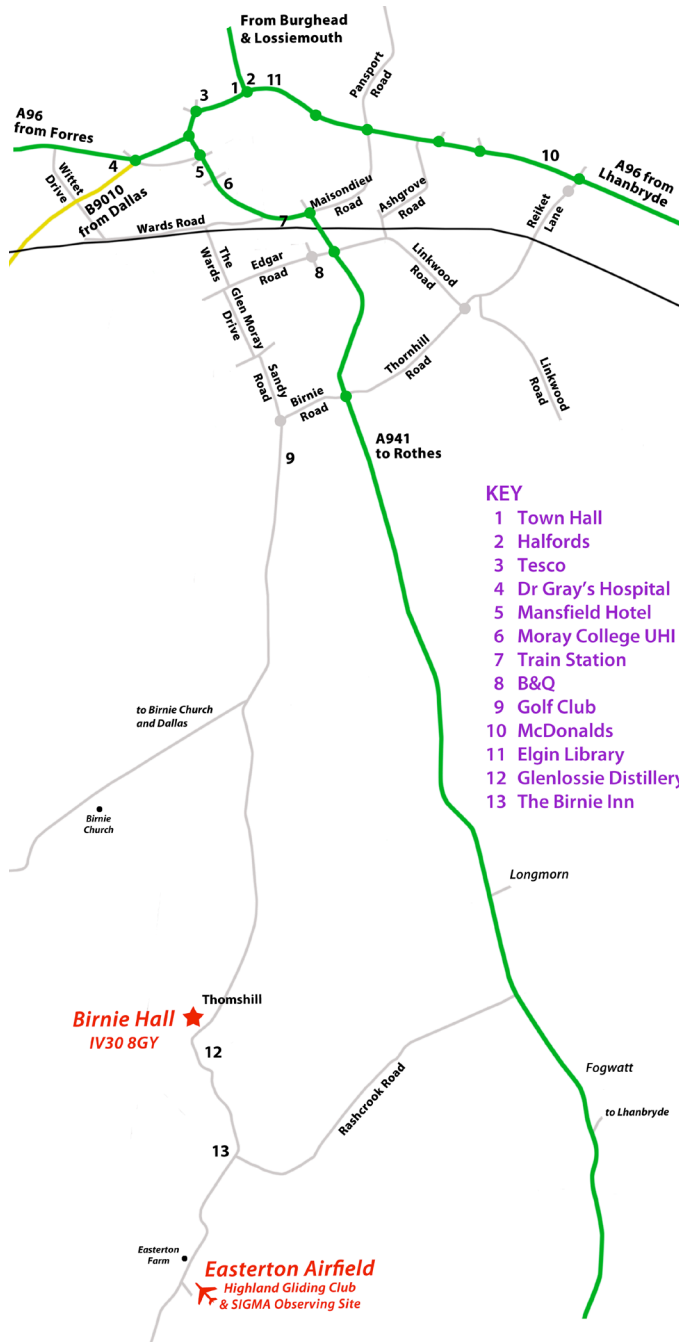 From Burghead
& Lossiemouth
Pansport
Road
1
2
11
3
A96
from Forres
10
A96 from
Lhanbryde
4
Wittet
Drive
B9010
from Dallas
5
6
Maisondieu
Road
Ashgrove
Road
Reiket
Lane
Wards Road
7
The
Wards
Edgar
Road
8
Linkwood
Road
Glen Moray
Drive
Sandy
Road
Birnie
Road
Thornhill
Road
Linkwood
Road
9
A941
to Rothes
KEY
1 Town Hall
2 Halfords
3 Tesco
4 Dr Gray’s Hospital
5 Mansfield Hotel
6 Moray College UHI
7 Train Station
8 B&Q
9 Golf Club
10 McDonalds
11 Elgin Library
12 Glenlossie Distillery
13 The Birnie Inn
to Birnie Church
and Dallas
Birnie
Church
Longmorn
Thomshill
Birnie Hall
IV30 8GY
12
Fogwatt
Rashcrook Road
to Lhanbryde
13
Easterton
Farm
Easterton Airfield
Highland Gliding Club
& SIGMA Observing Site